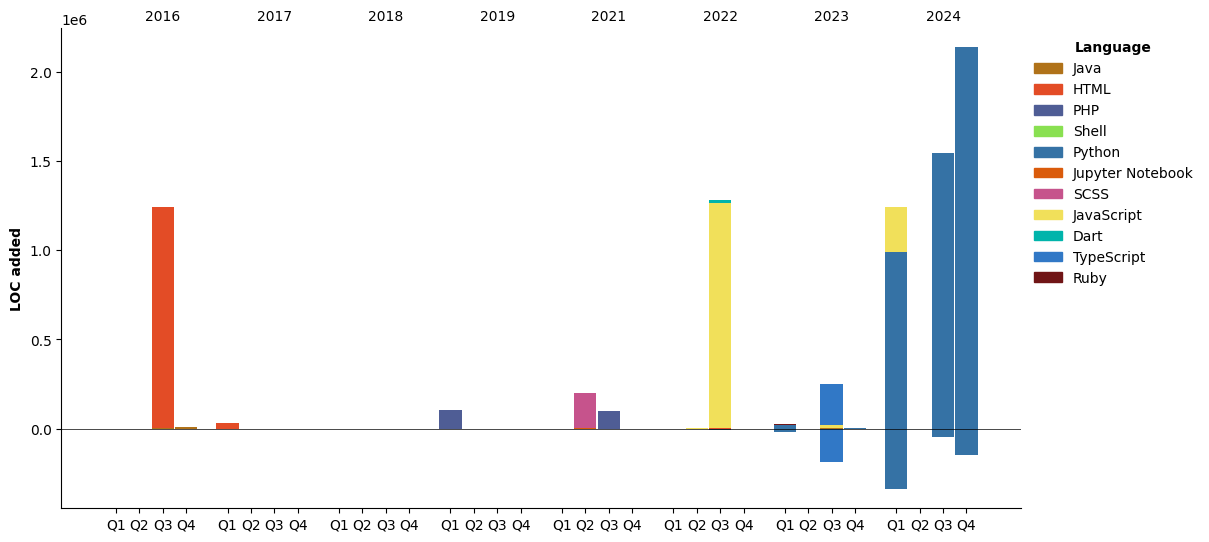 2016 2017 2018 2019 2021 2022 2023 2024
1e6
Language
Java
HTML
PHP
Shell
Python
Jupyter Notebook
SCSS
JavaScript
Dart
TypeScript
Ruby
LOC added
2.0
1.5
1.0
0.5
0.0
Q1 Q2 Q3 Q4 Q1 Q2 Q3 Q4 Q1 Q2 Q3 Q4 Q1 Q2 Q3 Q4 Q1 Q2 Q3 Q4 Q1 Q2 Q3 Q4 Q1 Q2 Q3 Q4 Q1 Q2 Q3 Q4